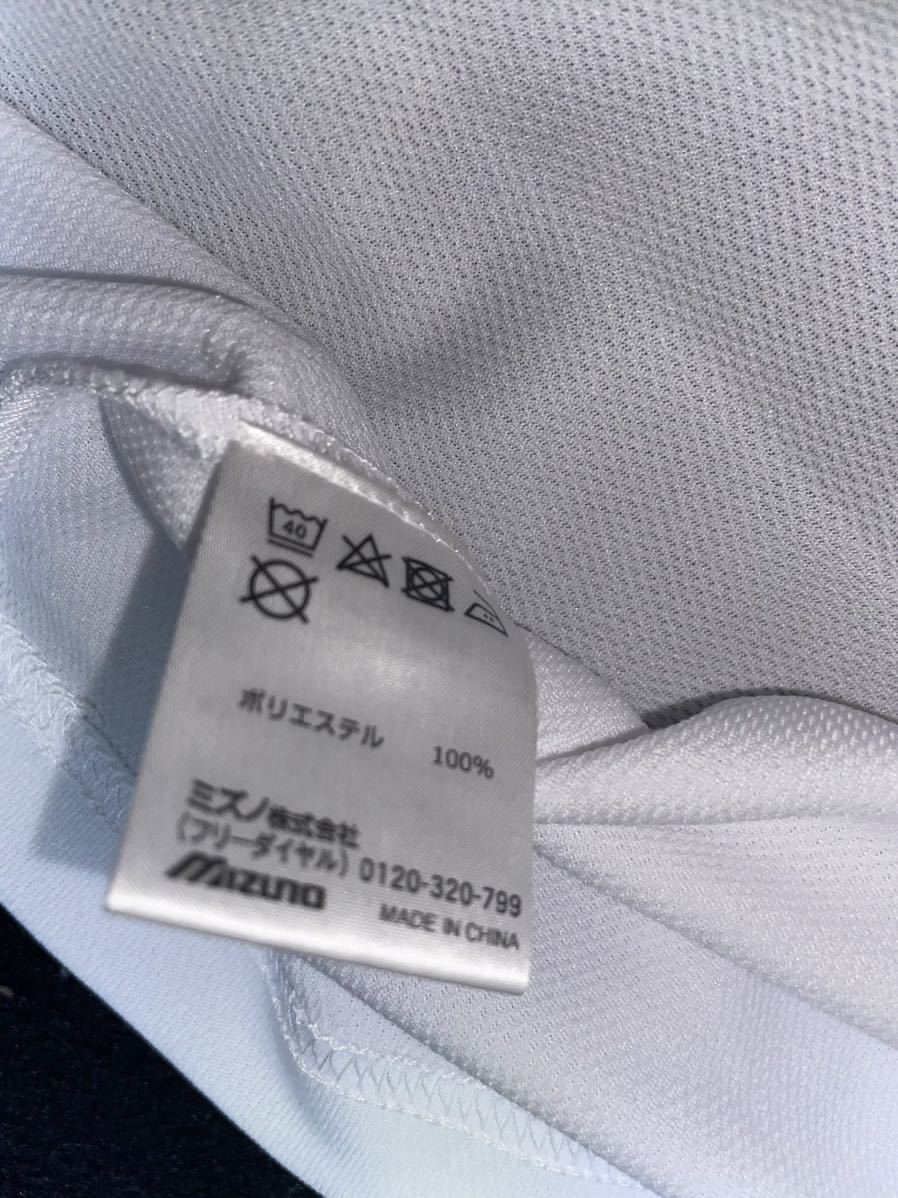 40
ポリエステル 100%
ミズノ株式会社
(フリーダイヤル) 0120-320-799
MIZUNO
MADE IN CHINA